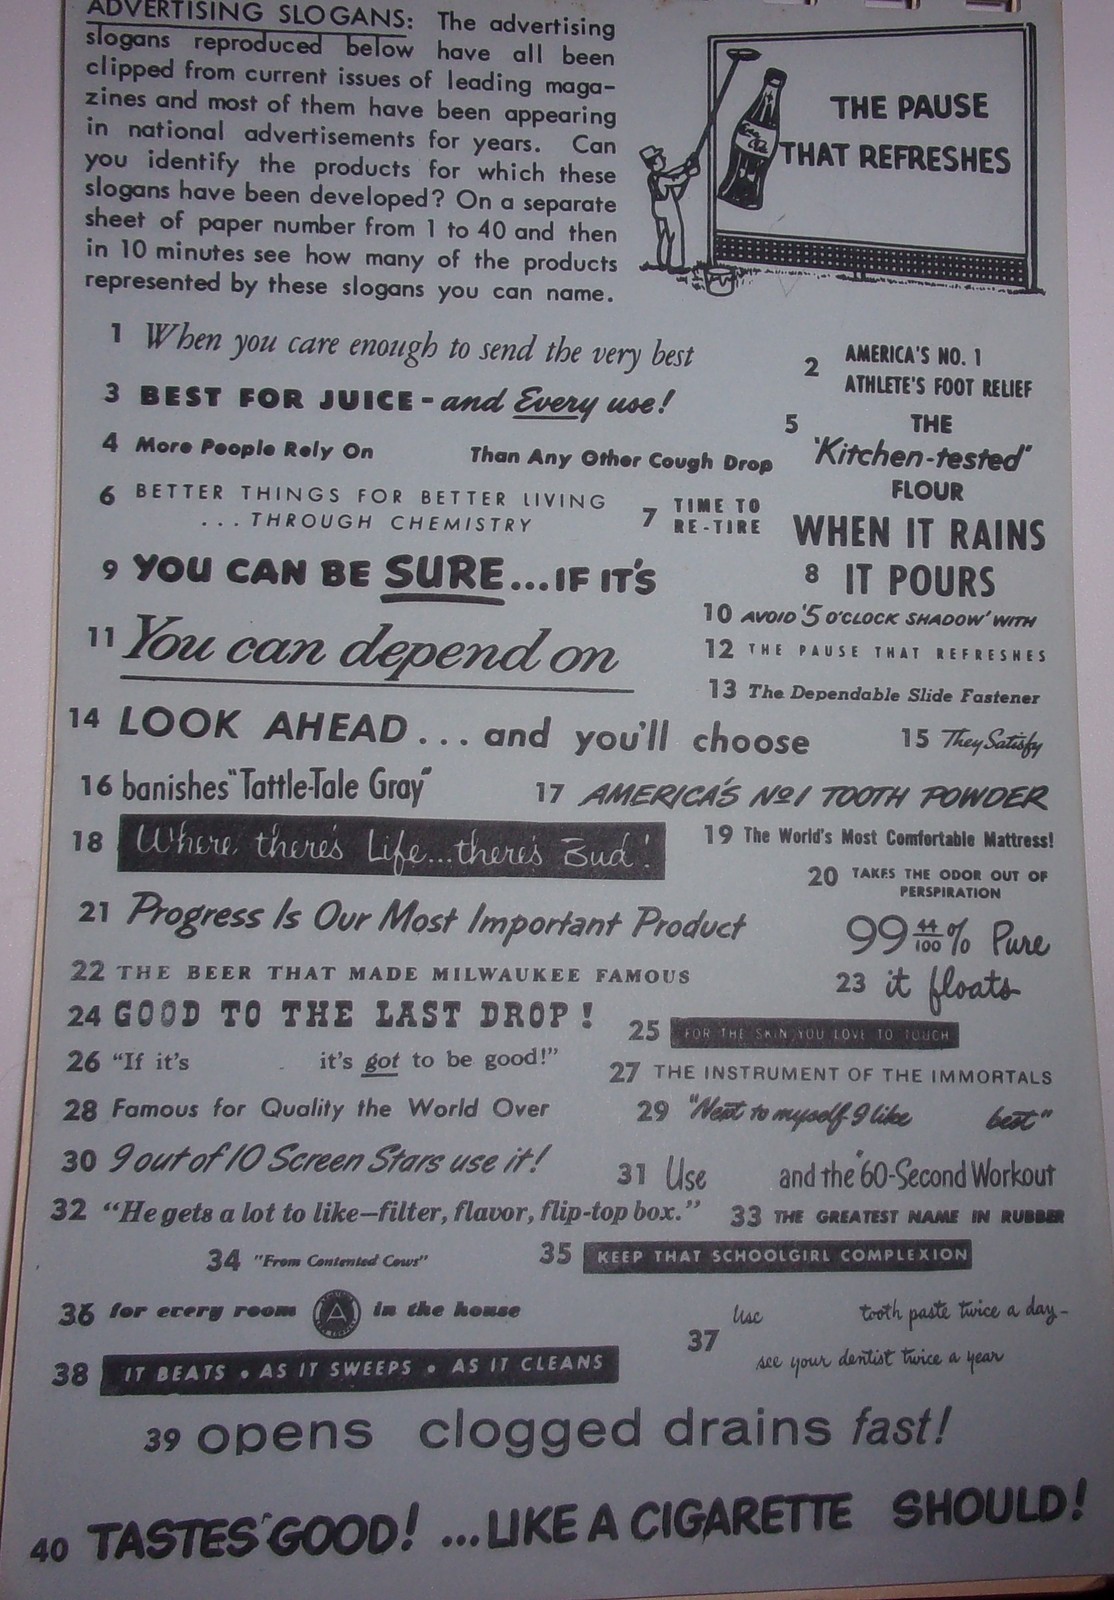 ADVERTISING SLOGANS: The advertising
slogans reproduced below have all been
clipped from current issues of leading maga-
zines and most of them have been appearing
in national advertisements for years. Can
you identify the products for which these
slogans have been developed? On a separate
sheet of paper number from 1 to 40 and then
in 10 minutes see how many of the products
represented by these slogans you can name.
THE PAUSE
THAT REFRESHES
1 When you care enough to send the very best
2 AMERICA'S NO. 1
ATHLETE'S FOOT RELIEF
3 BEST FOR JUICE - and Every use!
4 More People Rely On Than Any Other Cough Drop
5 THE
'Kitchen-tested'
FLOUR
6 BETTER THINGS FOR BETTER LIVING
... THROUGH CHEMISTRY
7 TIME TO
RE-TIRE
WHEN IT RAINS
8 IT POURS
9 YOU CAN BE SURE...IF IT'S
10 AVOID '5 O'CLOCK SHADOW' WITH
11 You can depend on
12 THE PAUSE THAT REFRESHES
13 The Dependable Slide Fastener
14 LOOK AHEAD... and you'll choose
15 They Satisfy
16 banishes "Tattle-Tale Gray"
17 AMERICA'S No 1 TOOTH POWDER
18 Where there's Life...there's Bud!
19 The World's Most Comfortable Mattress!
20 TAKES THE ODOR OUT OF
PERSPIRATION
21 Progress Is Our Most Important Product
22 THE BEER THAT MADE MILWAUKEE FAMOUS
99 44/100 % Pure
23 it floats
24 GOOD TO THE LAST DROP!
25 FOR THE SKIN YOU LOVE TO TOUCH
26 "If it's it's got to be good!"
27 THE INSTRUMENT OF THE IMMORTALS
28 Famous for Quality the World Over
29 "Next to myself I like best"
30 9 out of 10 Screen Stars use it!
31 Use and the "60-Second Workout
32 "He gets a lot to like—filter, flavor, flip-top box."
33 THE GREATEST NAME IN RUBBER
34 "From Contented Cows"
35 KEEP THAT SCHOOLGIRL COMPLEXION
36 for every room A in the house
37 Use tooth paste twice a day-
see your dentist twice a year
38 IT BEATS • AS IT SWEEPS • AS IT CLEANS
39 opens clogged drains fast!
40 TASTES GOOD! ...LIKE A CIGARETTE SHOULD!